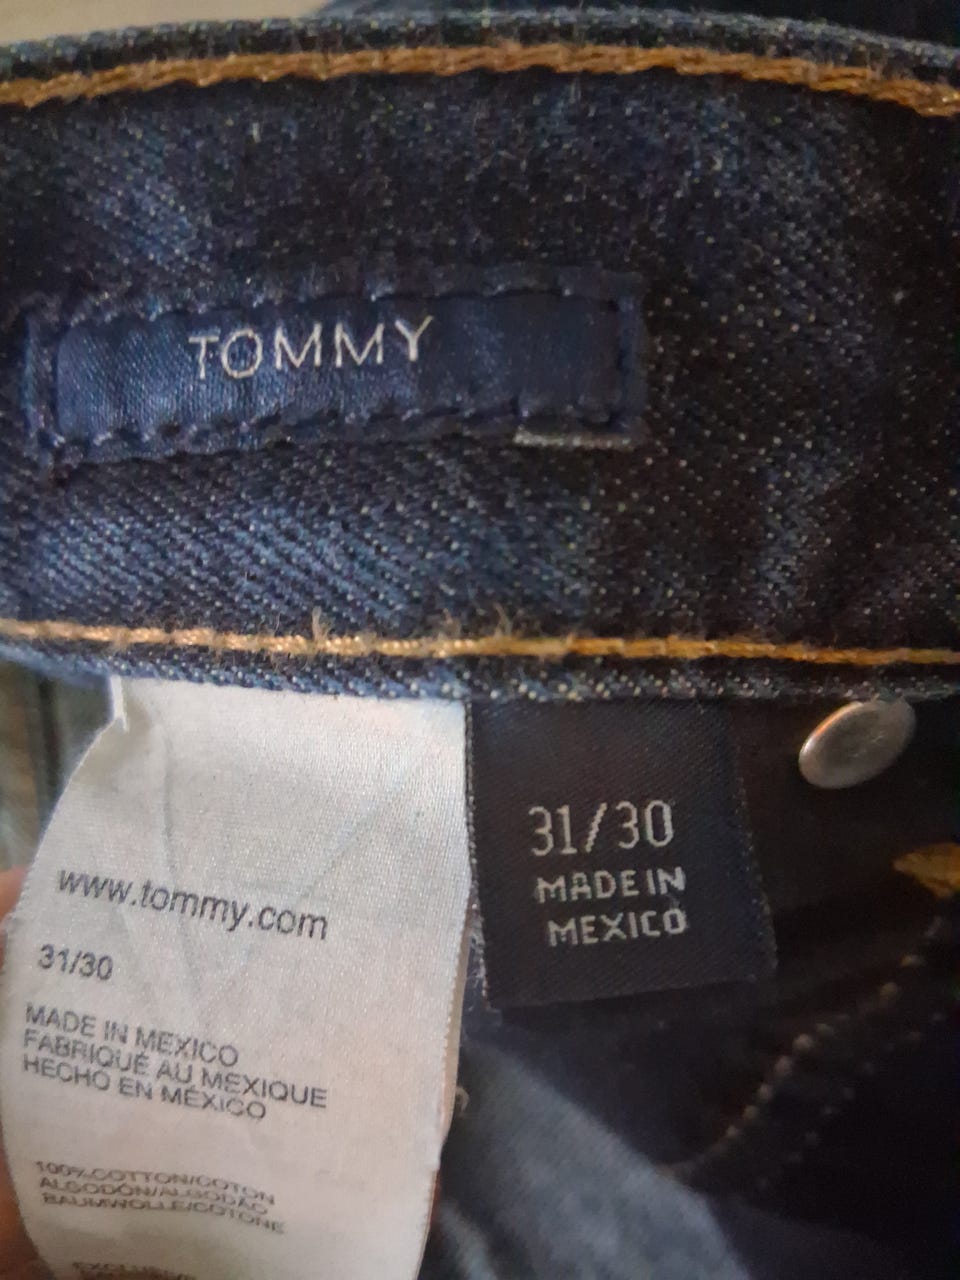 TOMMY
31/30
MADE IN
MEXICO
www.tommy.com
31/30
MADE IN MEXICO
FABRIQUÉ AU MEXIQUE
HECHO EN MÉXICO
100% COTTON/COTON
ALGODÓN/ALGODÃO
BAUMWOLLE/COTONE